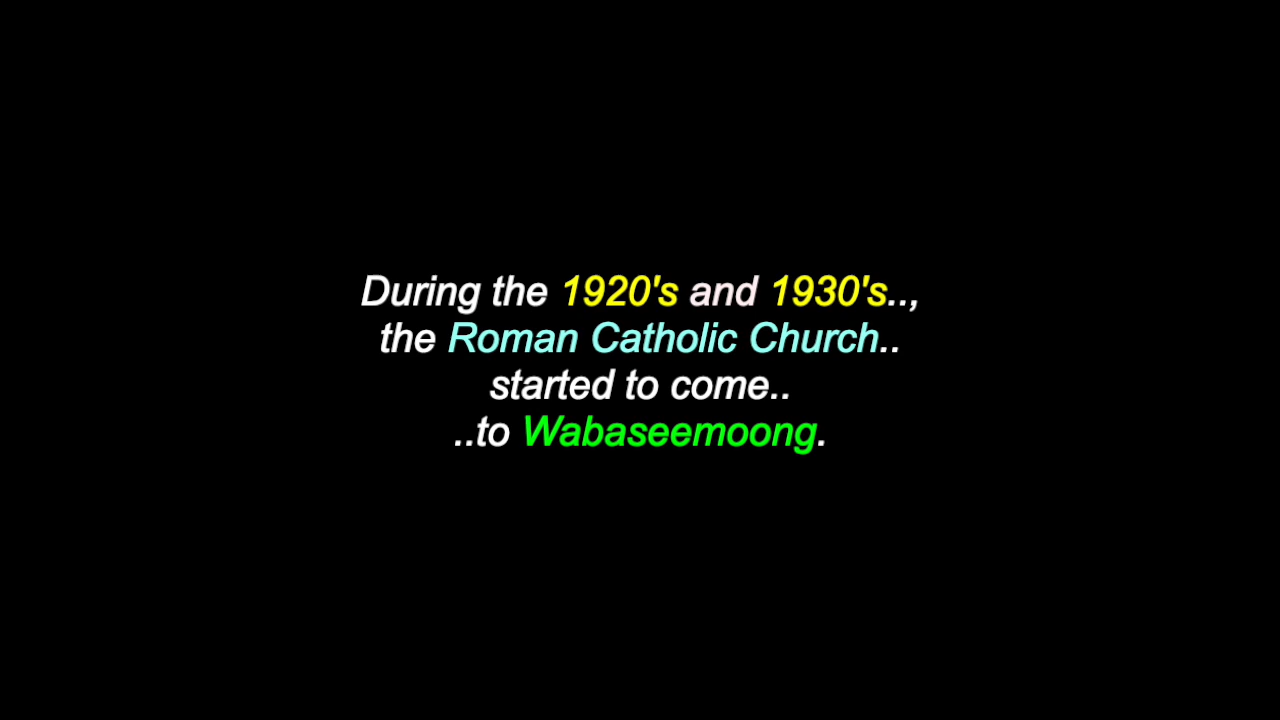 During the 1920's and 1930's..,
the Roman Catholic Church..
started to come..
..to Wabaseemoong.